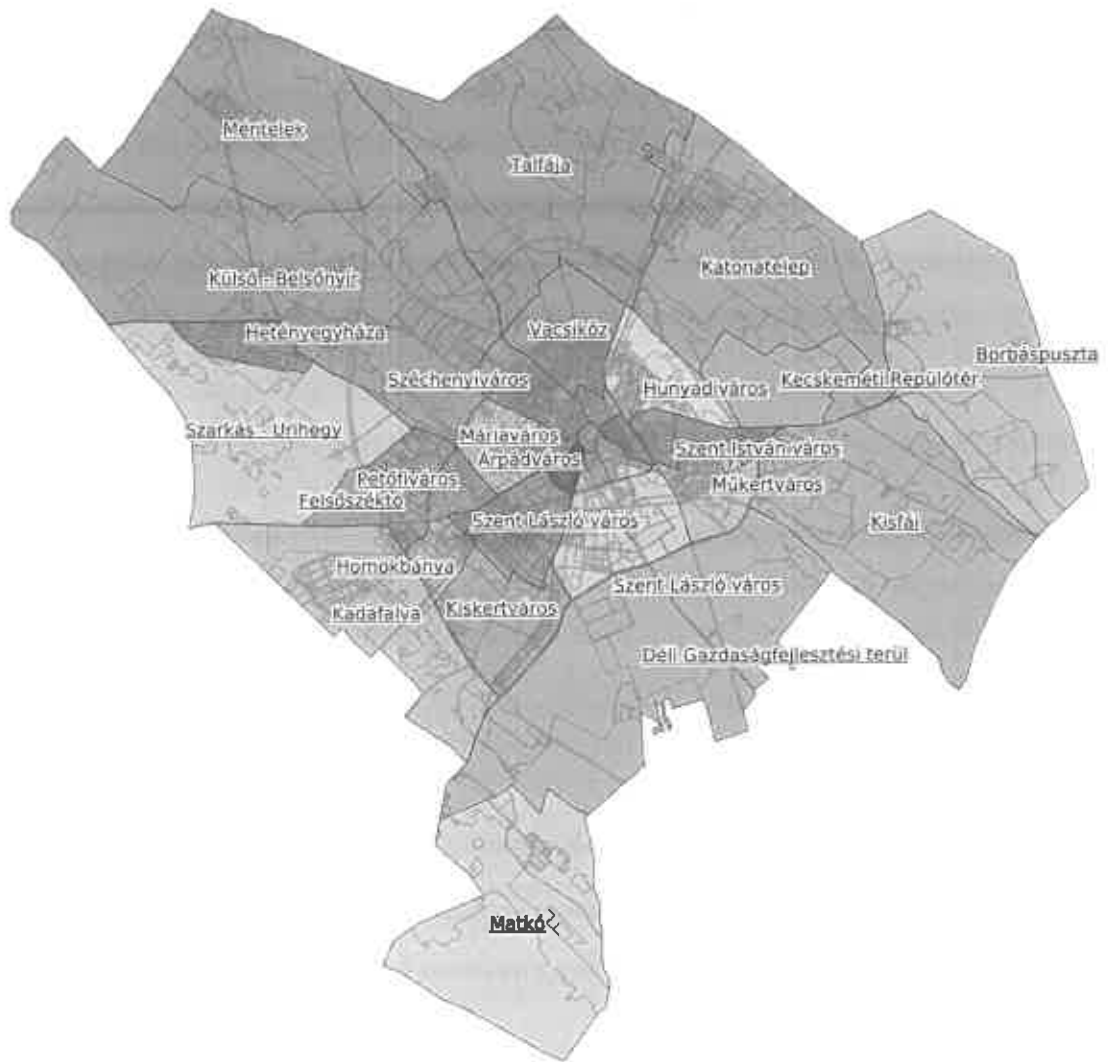 Méntelek
Talfája
Katonatelep
Külső - Belsőnyír
Vacsiköz
Hetényegyháza
Borbáspuszta
Széchenyiváros
Hunyadiváros
Kecskeméti Repülőtér
Szarkás - Úrihegy
Máriaváros
Szent István város
Árpádváros
Petőfiváros
Műkertváros
Felsőszéktó
Szent László város
Kisfái
Homokbánya
Szent László város
Kadafalva
Kiskertváros
Déli Gazdaságfejlesztési terül
Matkó